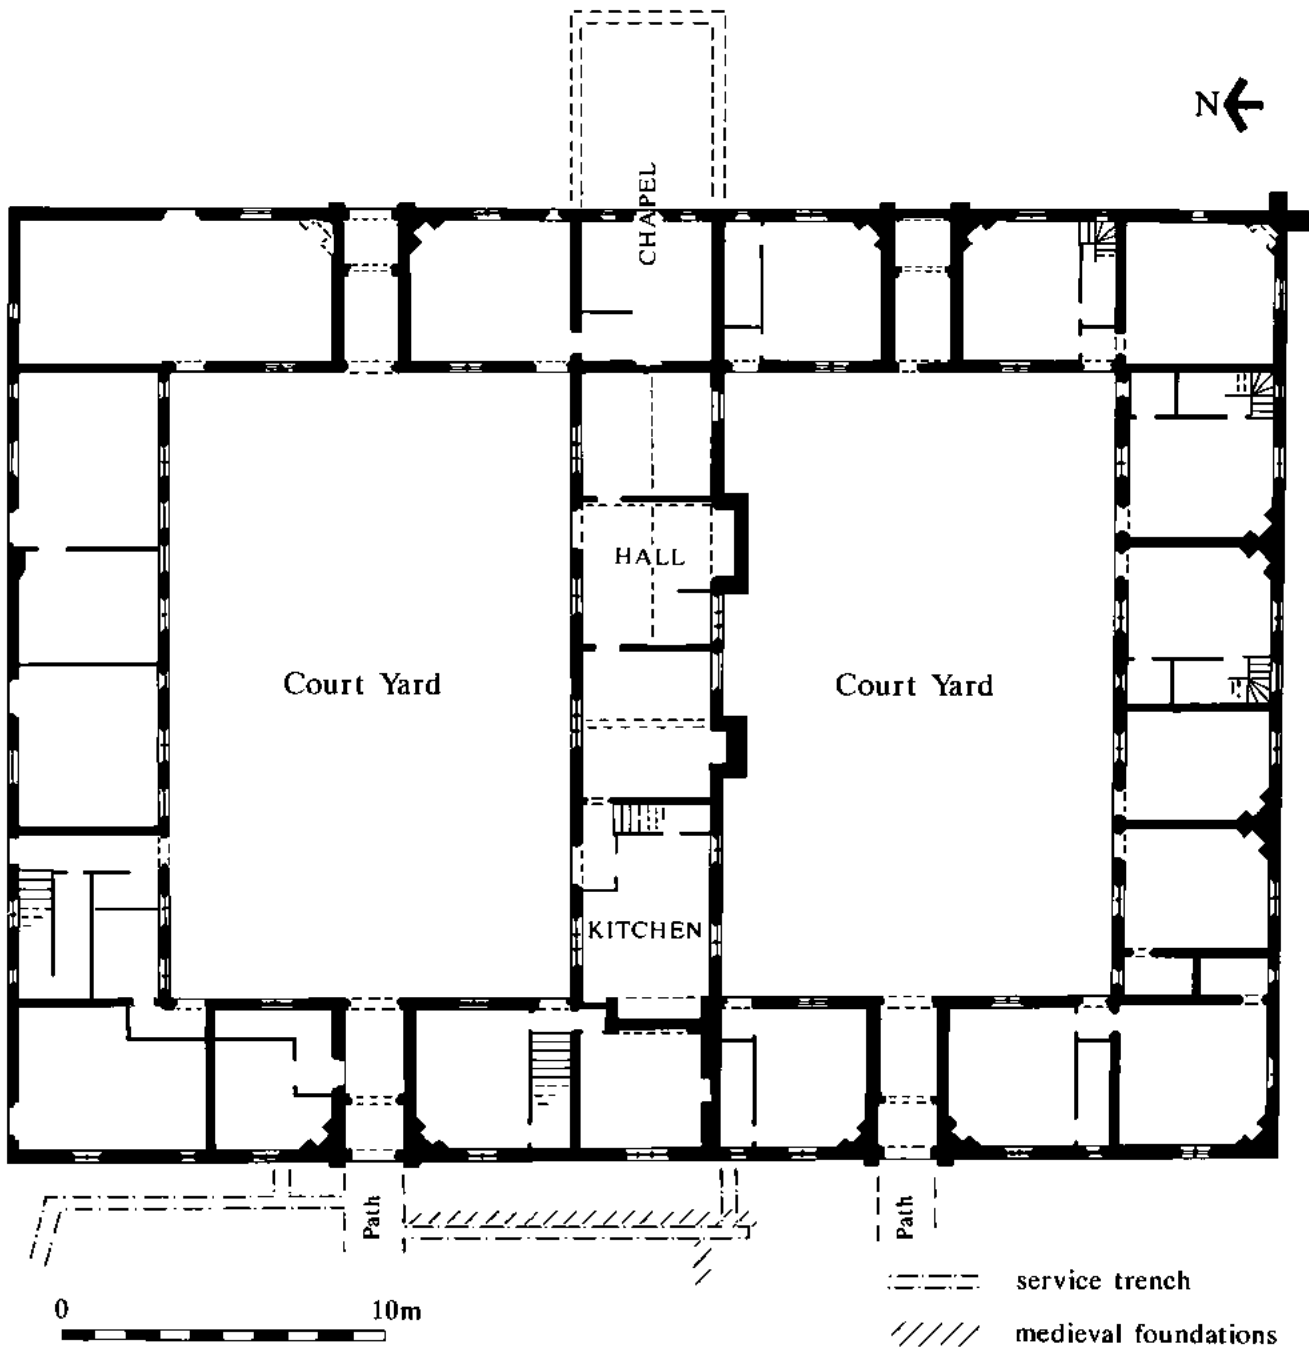 N
CHAPEL
HALL
Court Yard
Court Yard
KITCHEN
Path
Path
service trench
0 10m
medieval foundations